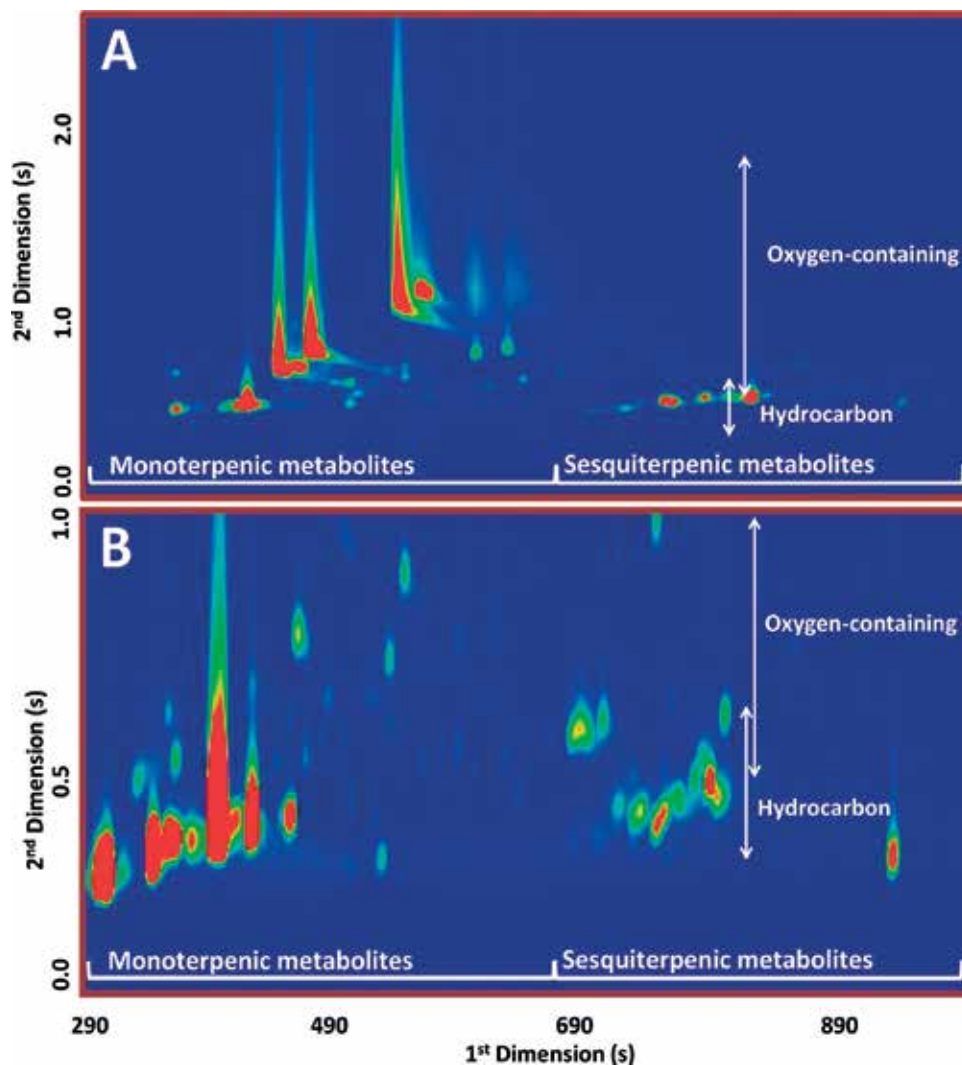 A
2nd Dimension (s)
2.0
1.0
0.0
Oxygen-containing
Hydrocarbon
Monoterpenic metabolites
Sesquiterpenic metabolites
B
2nd Dimension (s)
1.0
0.5
0.0
Oxygen-containing
Hydrocarbon
Monoterpenic metabolites
Sesquiterpenic metabolites
290 490 690 890
1st Dimension (s)